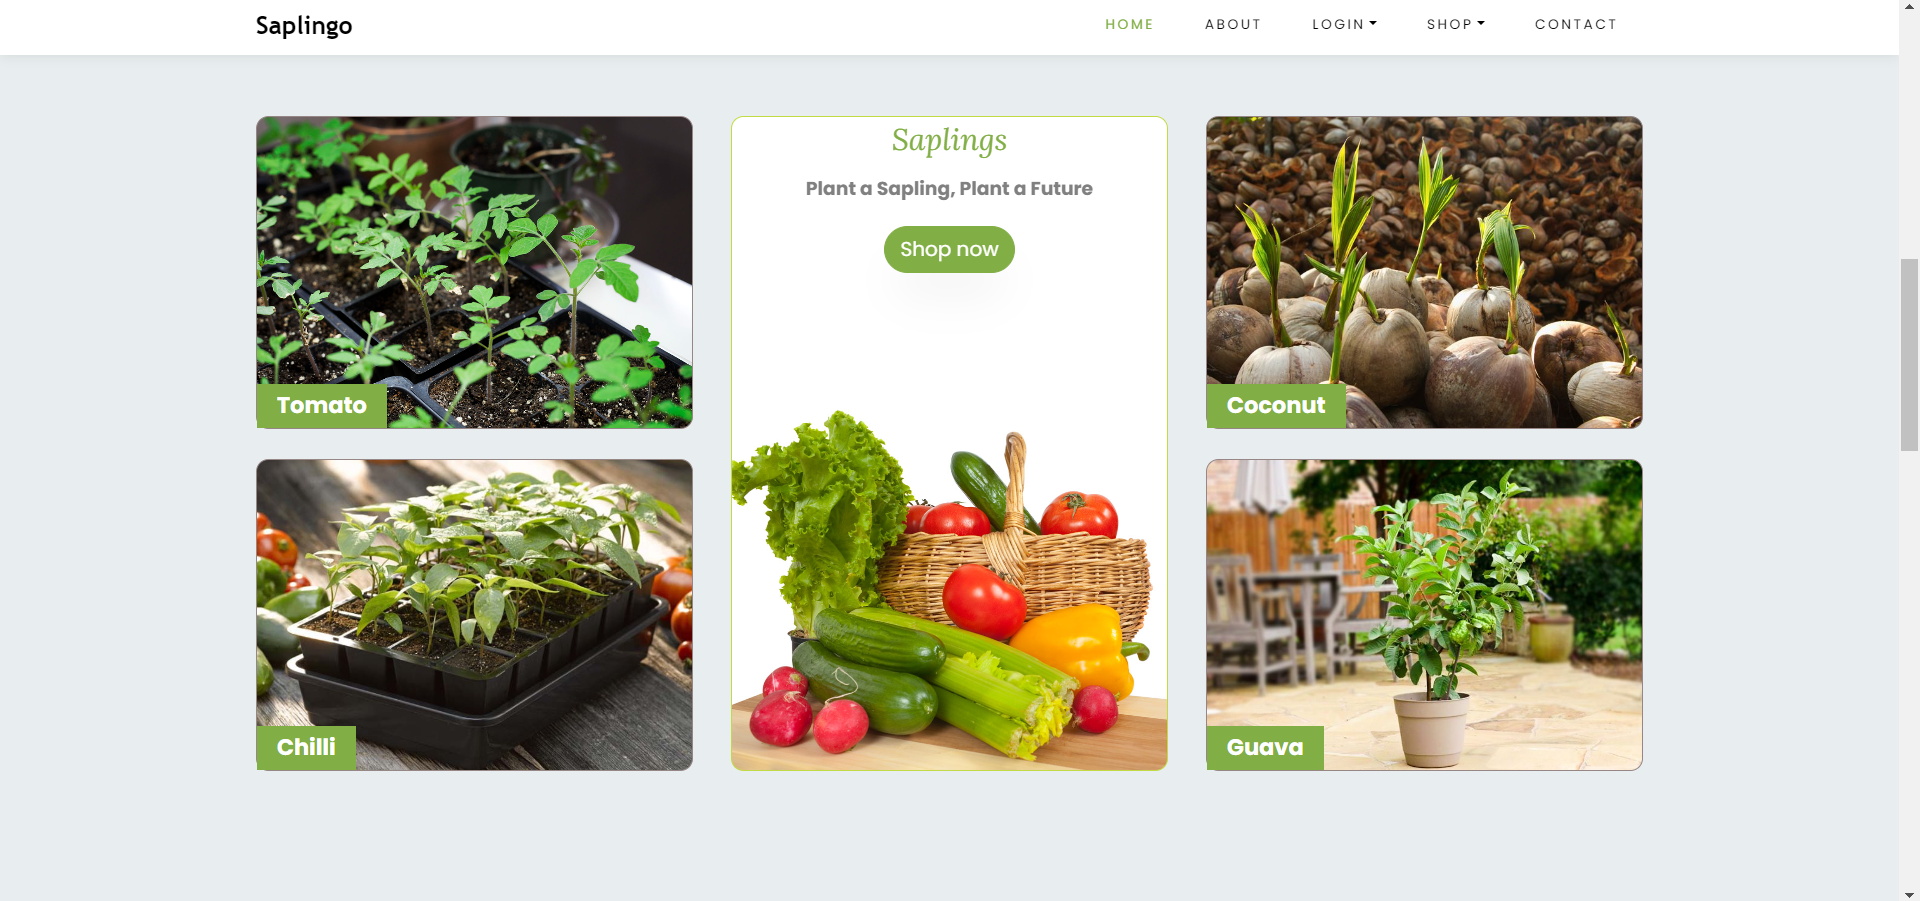 Saplingo
HOME ABOUT LOGIN SHOP CONTACT
Tomato
Saplings
Plant a Sapling, Plant a Future
Shop now
Coconut
Chilli
Guava